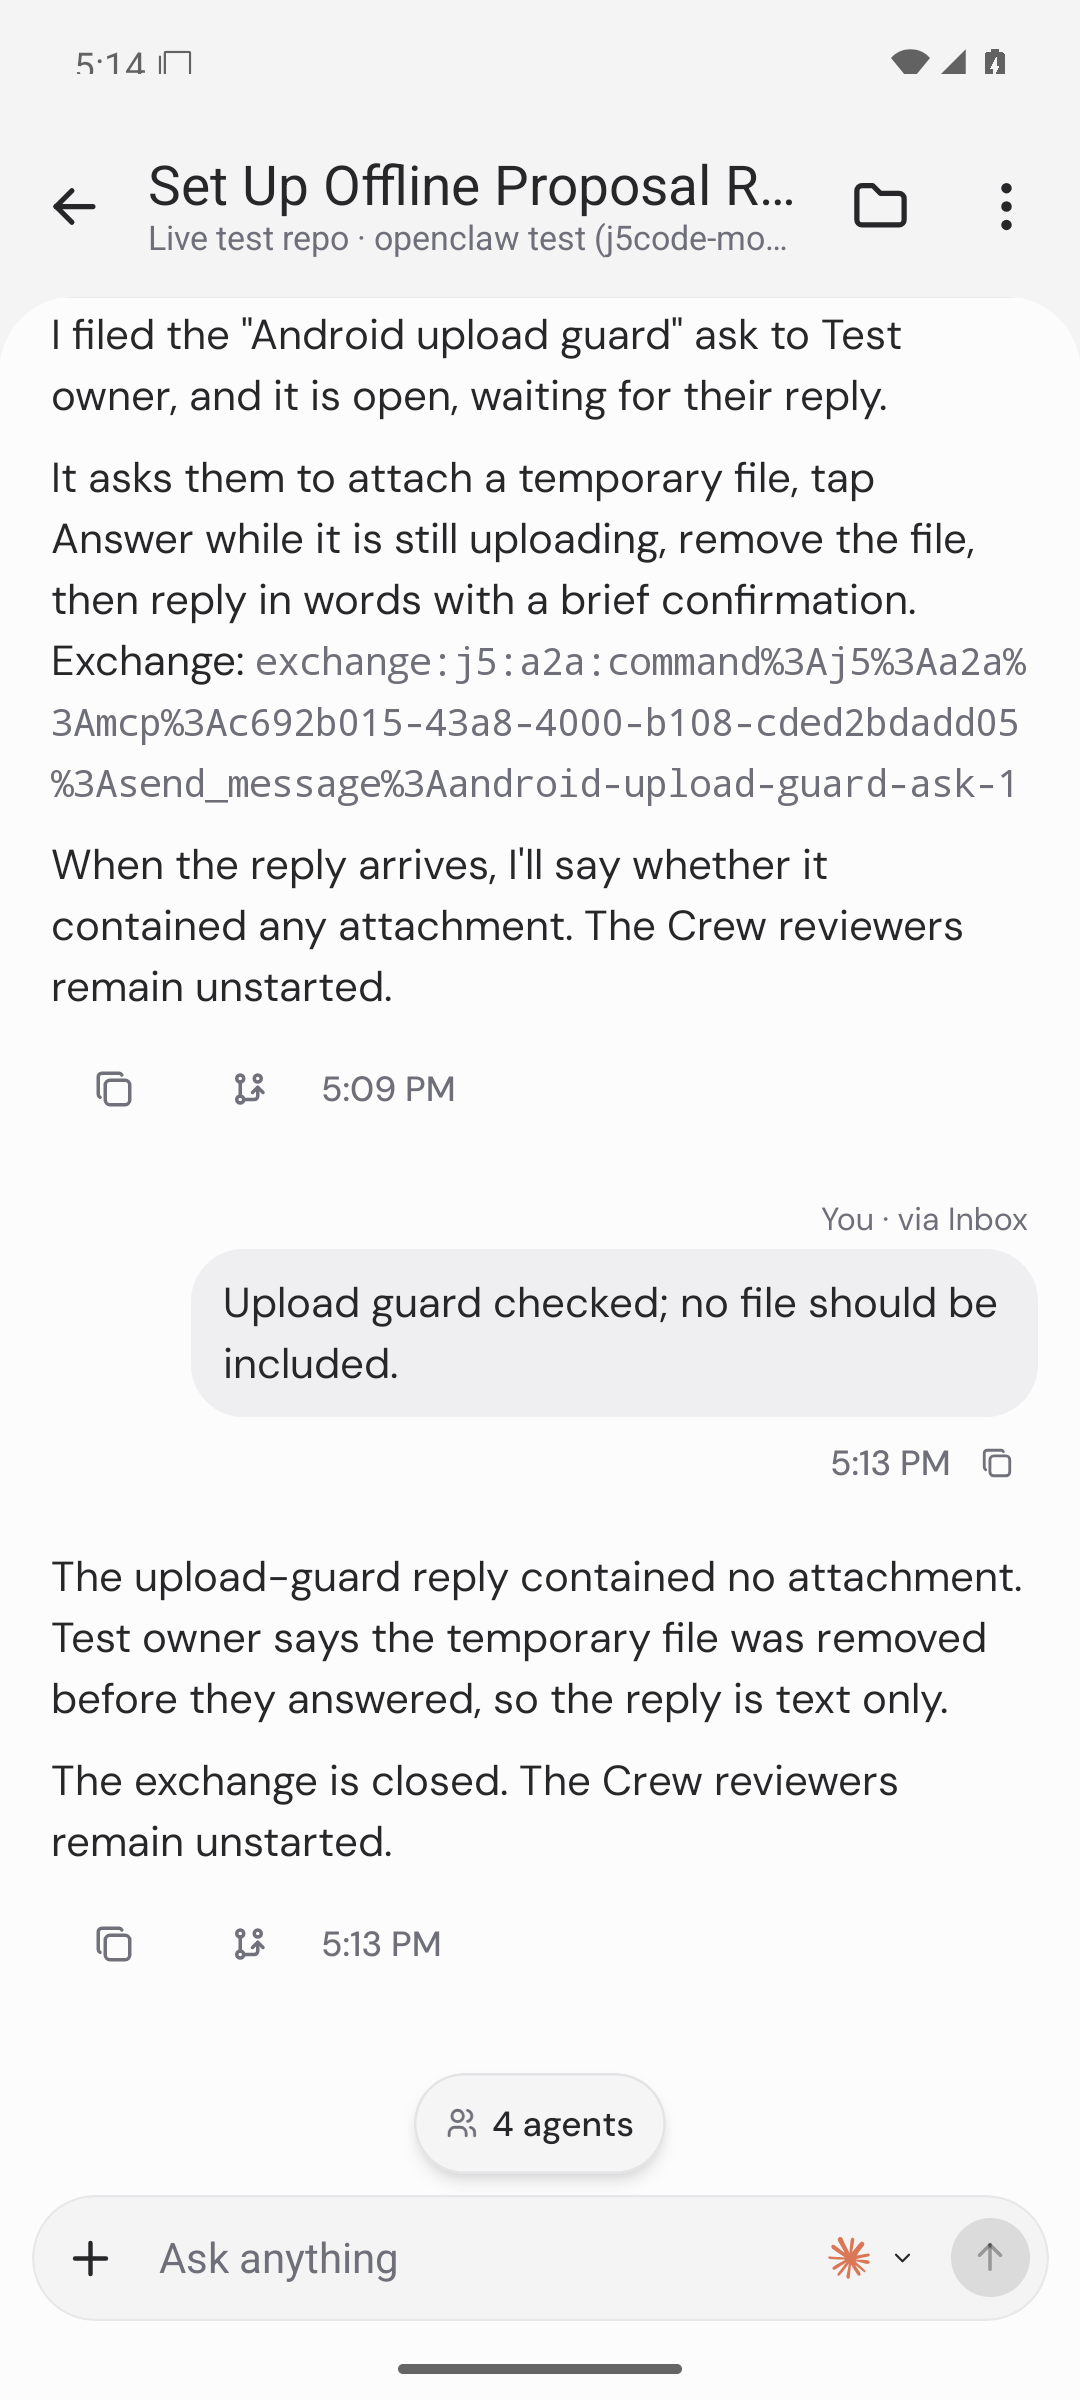 5:14
Set Up Offline Proposal R...
Live test repo · openclaw test (j5code-mo...
I filed the "Android upload guard" ask to Test
owner, and it is open, waiting for their reply.
It asks them to attach a temporary file, tap
Answer while it is still uploading, remove the file,
then reply in words with a brief confirmation.
Exchange: exchange:j5:a2a:command%3Aj5%3Aa2a%
3Amcp%3Ac692b015-43a8-4000-b108-cded2bdadd05
%3Asend_message%3Aandroid-upload-guard-ask-1
When the reply arrives, I'll say whether it
contained any attachment. The Crew reviewers
remain unstarted.
5:09 PM
You · via Inbox
Upload guard checked; no file should be
included.
5:13 PM
The upload-guard reply contained no attachment.
Test owner says the temporary file was removed
before they answered, so the reply is text only.
The exchange is closed. The Crew reviewers
remain unstarted.
5:13 PM
4 agents
Ask anything